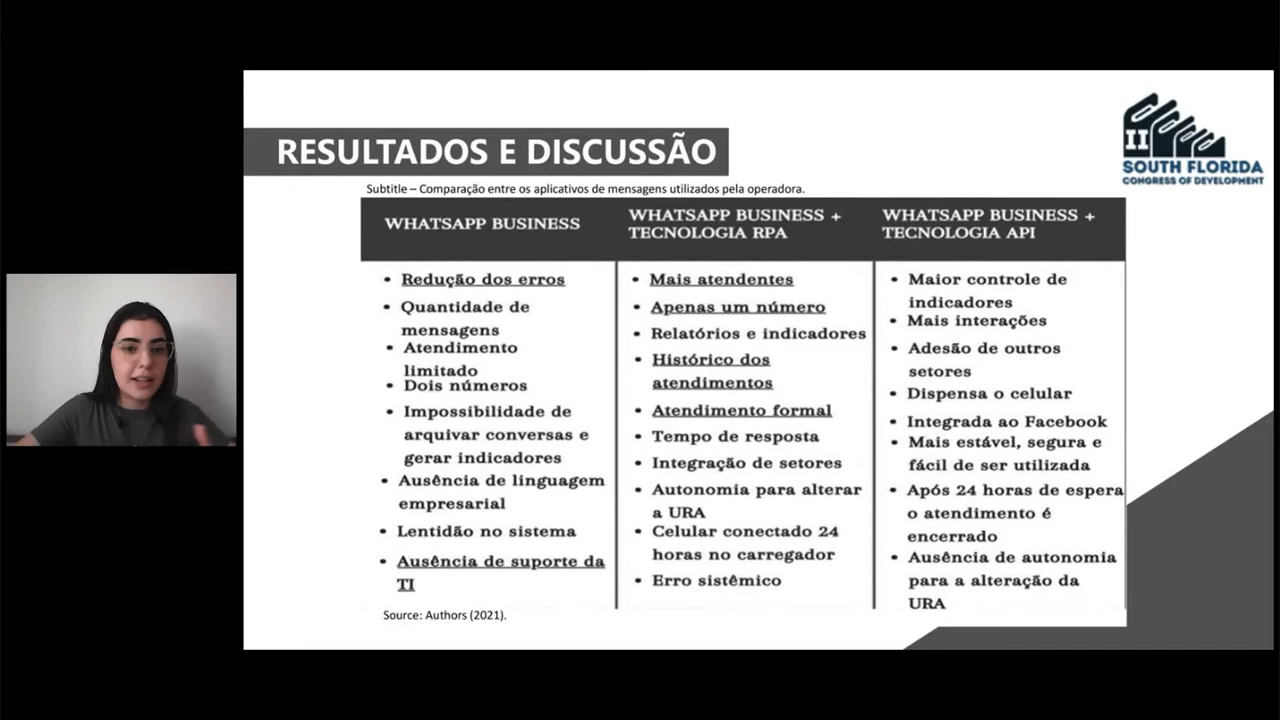 RESULTADOS E DISCUSSÃO
II
SOUTH FLORIDA
CONGRESS OF DEVELOPMENT
Subtitle – Comparação entre os aplicativos de mensagens utilizados pela operadora.
WHATSAPP BUSINESS
• Redução dos erros
• Quantidade de
mensagens
• Atendimento
limitado
• Dois números
• Impossibilidade de
arquivar conversas e
gerar indicadores
• Ausência de linguagem
empresarial
• Lentidão no sistema
• Ausência de suporte da
TI
WHATSAPP BUSINESS +
TECNOLOGIA RPA
• Mais atendentes
• Apenas um número
• Relatórios e indicadores
• Histórico dos
atendimentos
• Atendimento formal
• Tempo de resposta
• Integração de setores
• Autonomia para alterar
a URA
• Celular conectado 24
horas no carregador
• Erro sistêmico
WHATSAPP BUSINESS +
TECNOLOGIA API
• Maior controle de
indicadores
• Mais interações
• Adesão de outros
setores
• Dispensa o celular
• Integrada ao Facebook
• Mais estável, segura e
fácil de ser utilizada
• Após 24 horas de espera
o atendimento é
encerrado
• Ausência de autonomia
para a alteração da
URA
Source: Authors (2021).